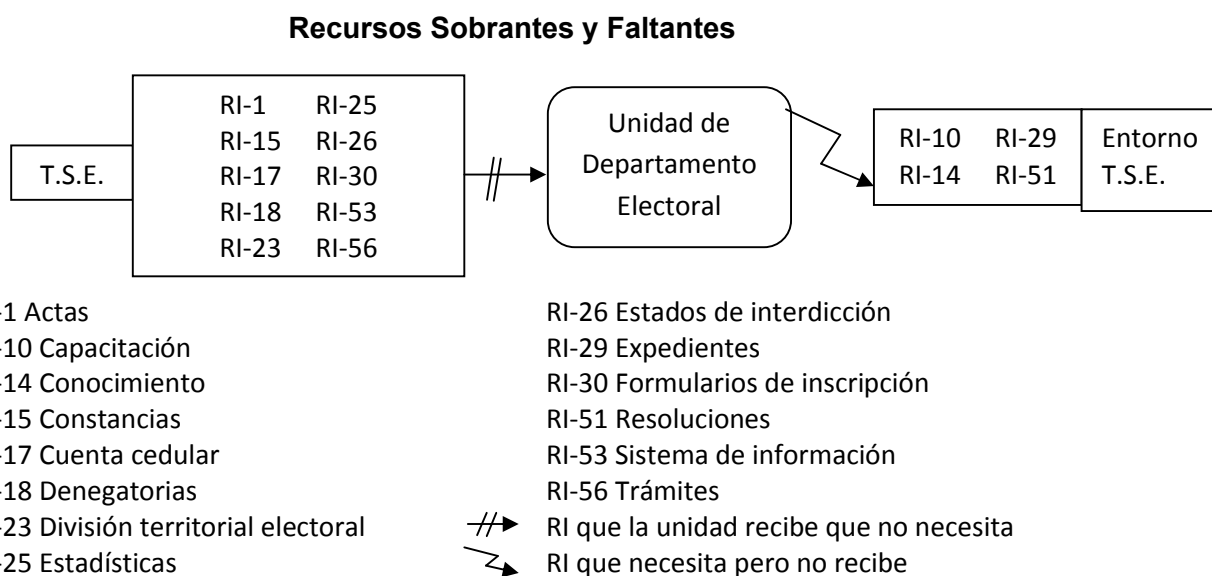 Recursos Sobrantes y Faltantes
T.S.E.
RI-1 RI-25
RI-15 RI-26
RI-17 RI-30
RI-18 RI-53
RI-23 RI-56
Unidad de
Departamento
Electoral
RI-10 RI-29
RI-14 RI-51
Entorno
T.S.E.
-1 Actas
-10 Capacitación
-14 Conocimiento
-15 Constancias
-17 Cuenta cedular
-18 Denegatorias
-23 División territorial electoral
-25 Estadísticas
RI-26 Estados de interdicción
RI-29 Expedientes
RI-30 Formularios de inscripción
RI-51 Resoluciones
RI-53 Sistema de información
RI-56 Trámites
RI que la unidad recibe que no necesita
RI que necesita pero no recibe